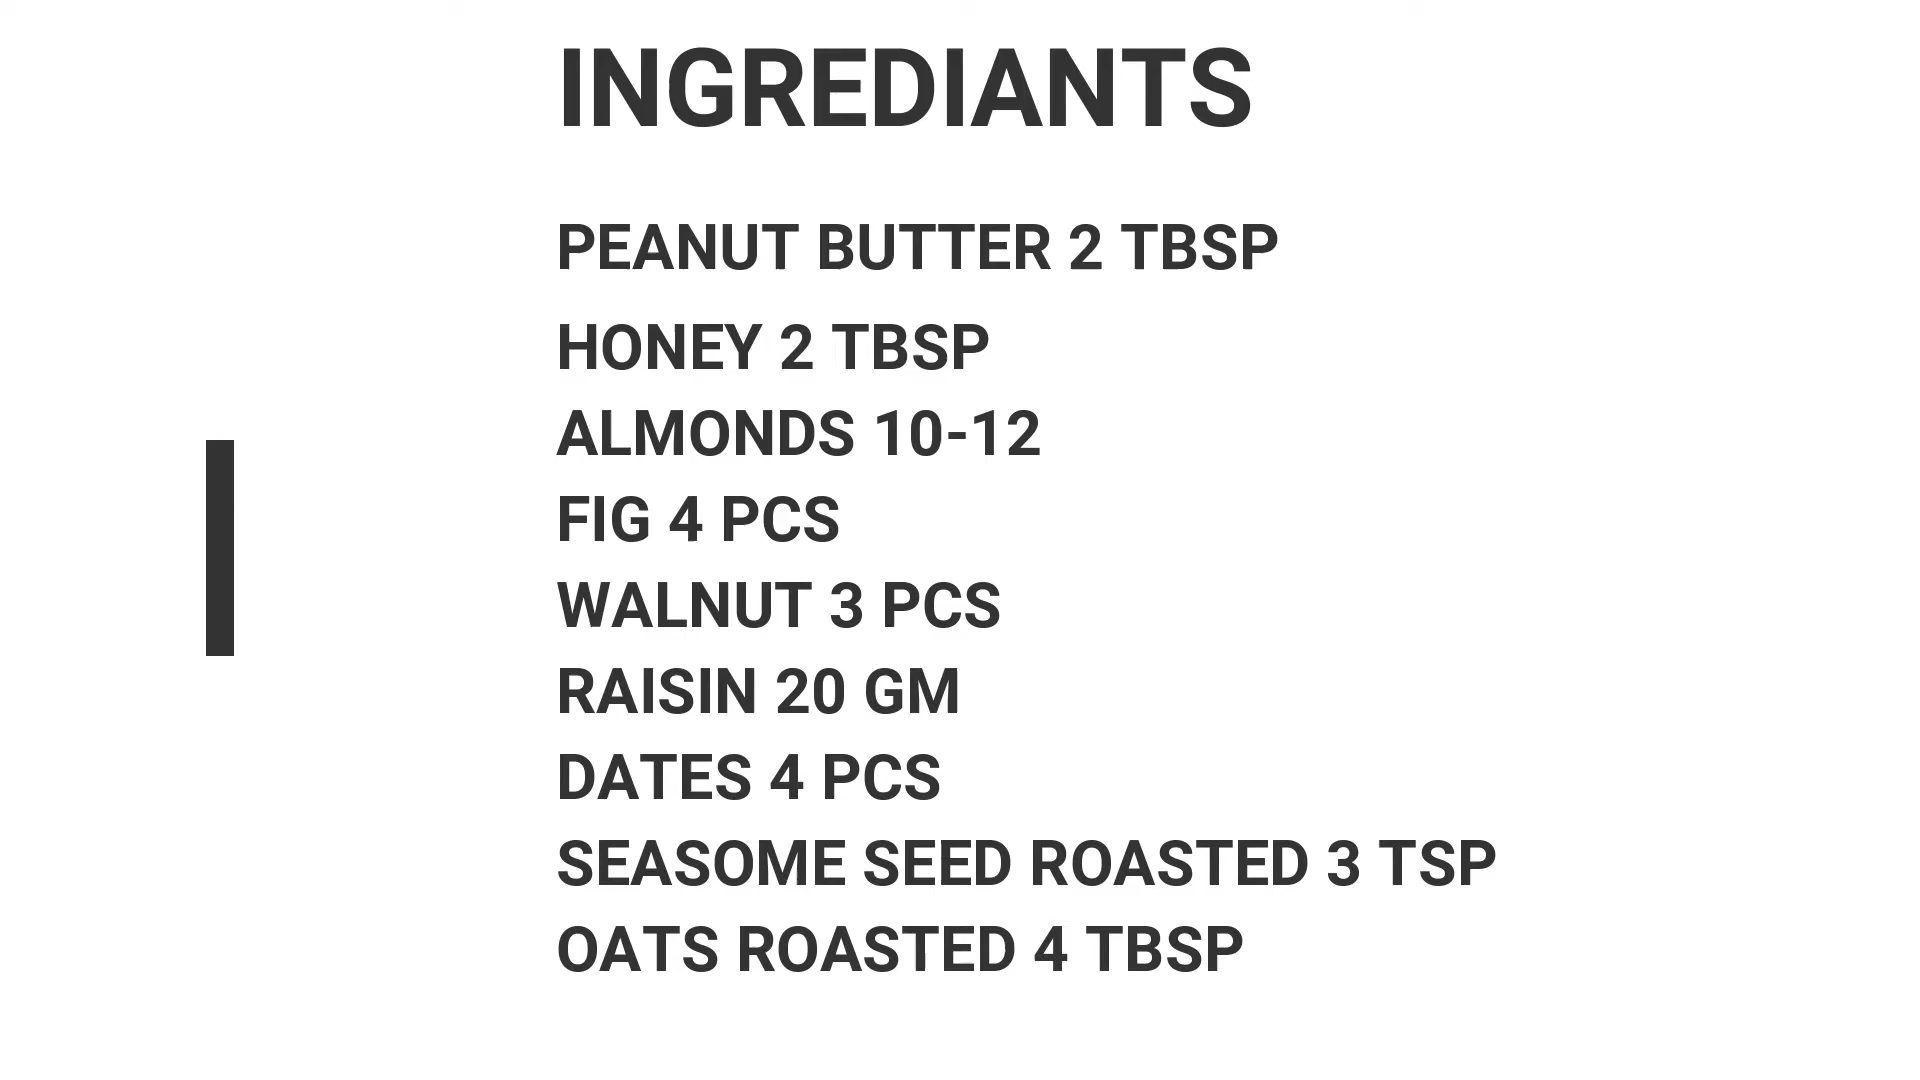 INGREDIANTS
PEANUT BUTTER 2 TBSP
HONEY 2 TBSP
ALMONDS 10-12
FIG 4 PCS
WALNUT 3 PCS
RAISIN 20 GM
DATES 4 PCS
SEASOME SEED ROASTED 3 TSP
OATS ROASTED 4 TBSP